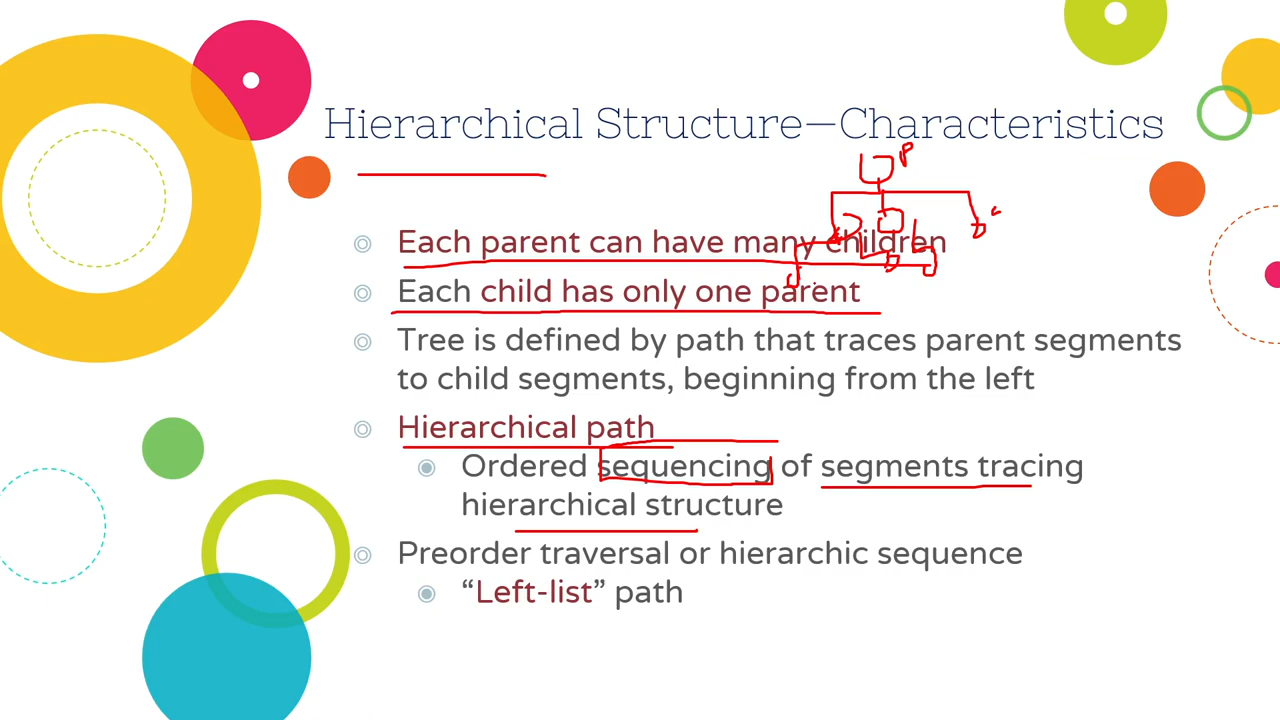 Hierarchical Structure—Characteristics
P
c
Each parent can have many children
Each child has only one parent
Tree is defined by path that traces parent segments
to child segments, beginning from the left
Hierarchical path
Ordered sequencing of segments tracing
hierarchical structure
Preorder traversal or hierarchic sequence
“Left-list” path